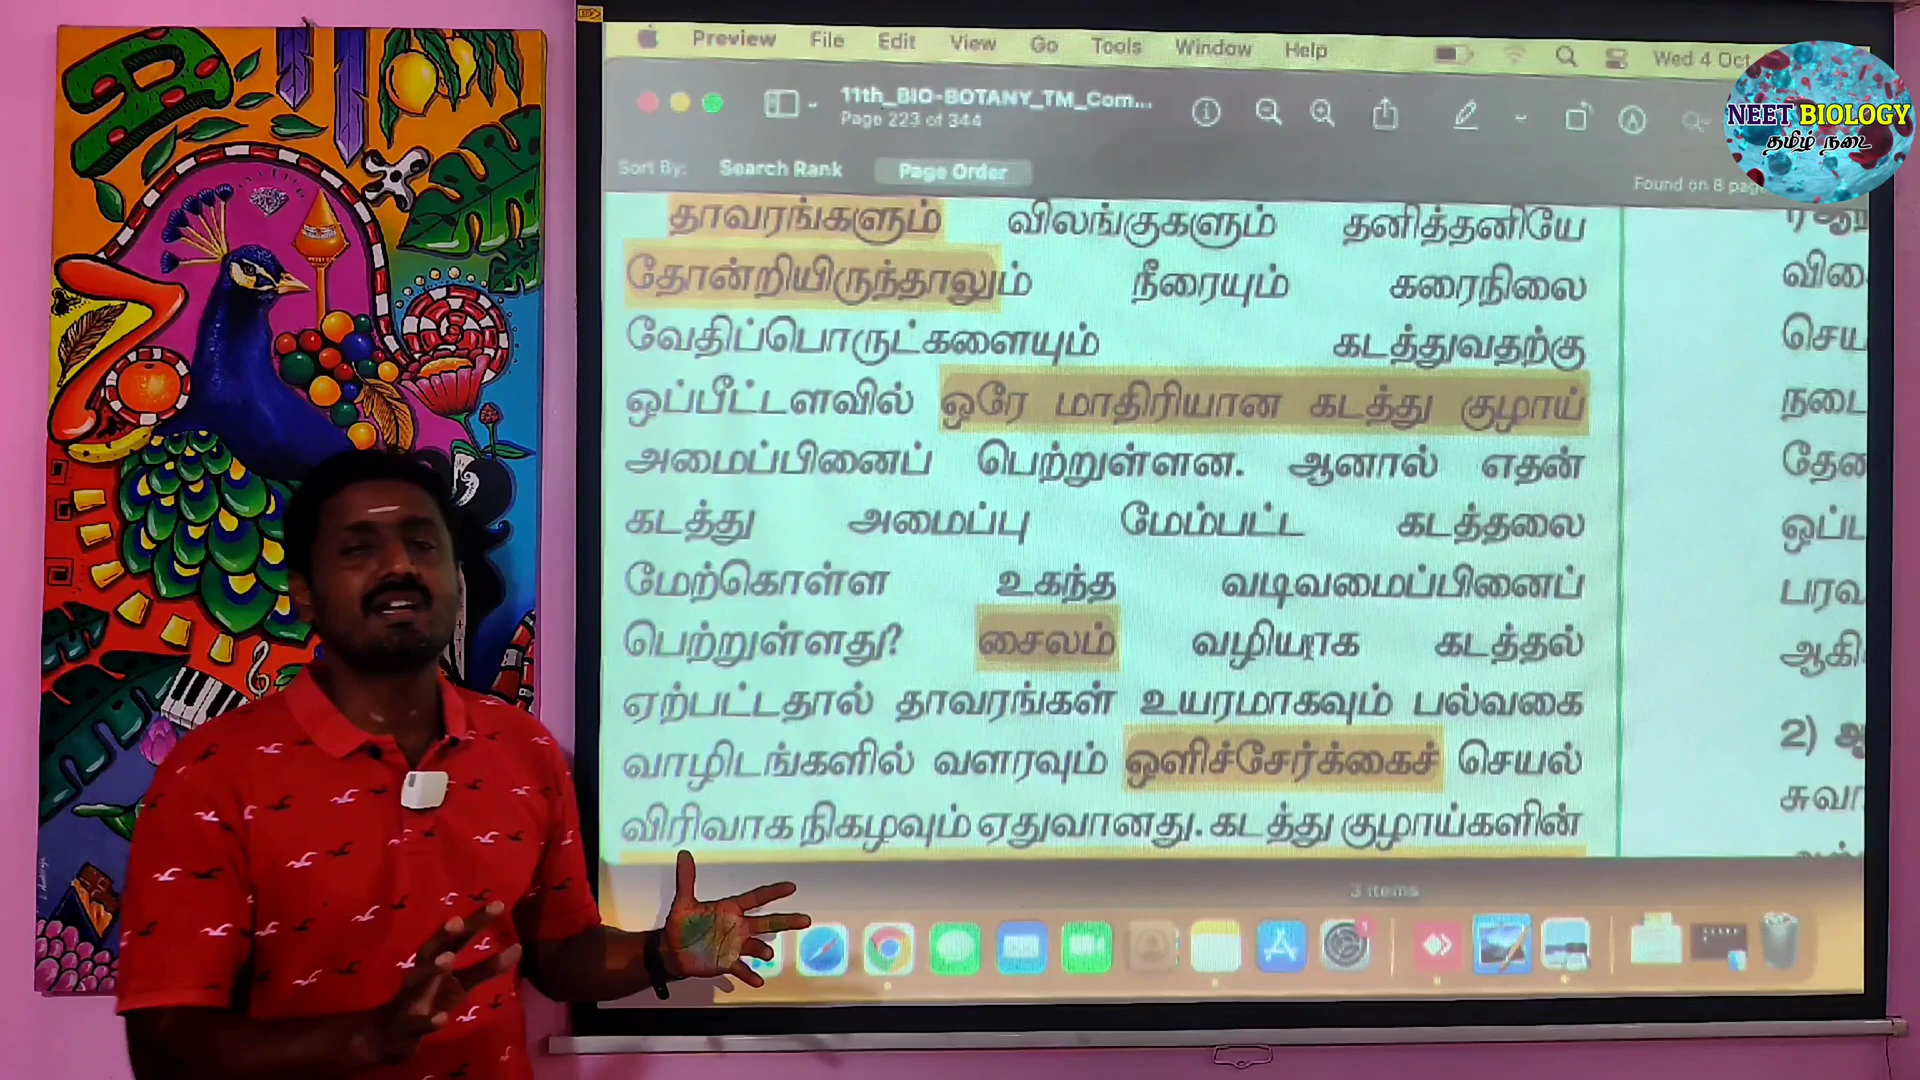 Preview File Edit View Go Tools Window Help
Wed 4 Oct
11th_BIO-BOTANY_TM_Com...
Page 223 of 344
Sort By: Search Rank Page Order
Found on 8
NEET BIOLOGY
தமிழ் நடை
தாவரங்களும் விலங்குகளும் தனித்தனியே
தோன்றியிருந்தாலும் நீரையும் கரைநிலை
வேதிப்பொருட்களையும் கடத்துவதற்கு
ஒப்பீட்டளவில் ஒரே மாதிரியான கடத்து குழாய்
அமைப்பினைப் பெற்றுள்ளன. ஆனால் எதன்
கடத்து அமைப்பு மேம்பட்ட கடத்தலை
மேற்கொள்ள உகந்த வடிவமைப்பினைப்
பெற்றுள்ளது? சைலம் வழியாக கடத்தல்
ஏற்பட்டதால் தாவரங்கள் உயரமாகவும் பல்வகை
வாழிடங்களில் வளரவும் ஒளிச்சேர்க்கைச் செயல்
விரிவாக நிகழவும் ஏதுவானது. கடத்து குழாய்களின்
செய
நடை
பரவ
ஆகி
2)
சுவ
3 items